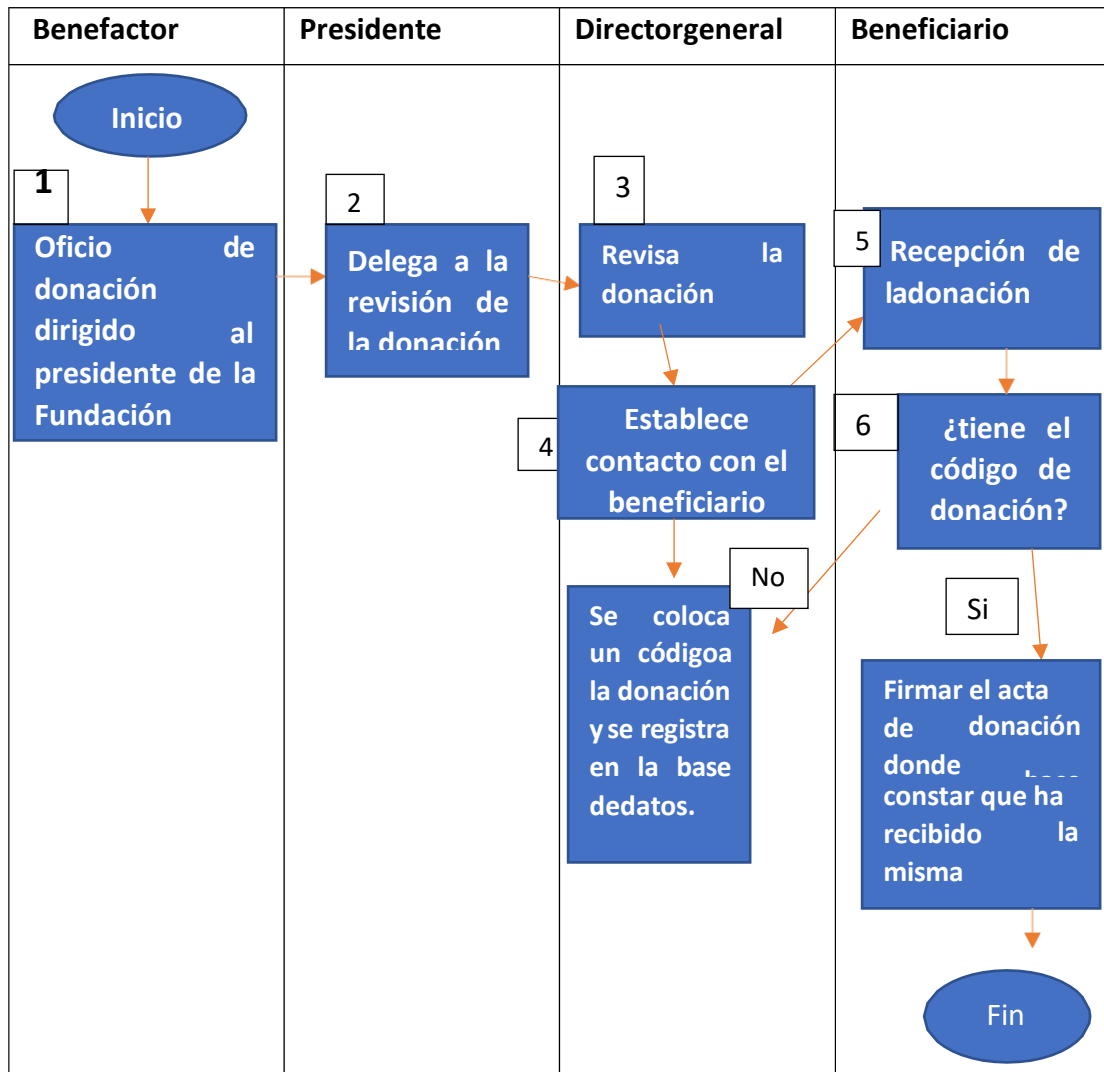 Benefactor
Presidente
Directorgeneral
Beneficiario
Inicio
1
Oficio de
donación
dirigido al
presidente de la
Fundación
2
Delega a la
revisión de
la donación
3
Revisa la
donación
4
Establece
contacto con el
beneficiario
Se coloca
un códigoa
la donación
y se registra
en la base
dedatos.
5
Recepción de
ladonación
6
¿tiene el
código de
donación?
No
Si
Firmar el acta
de donación
donde
constar que ha
recibido la
misma
Fin